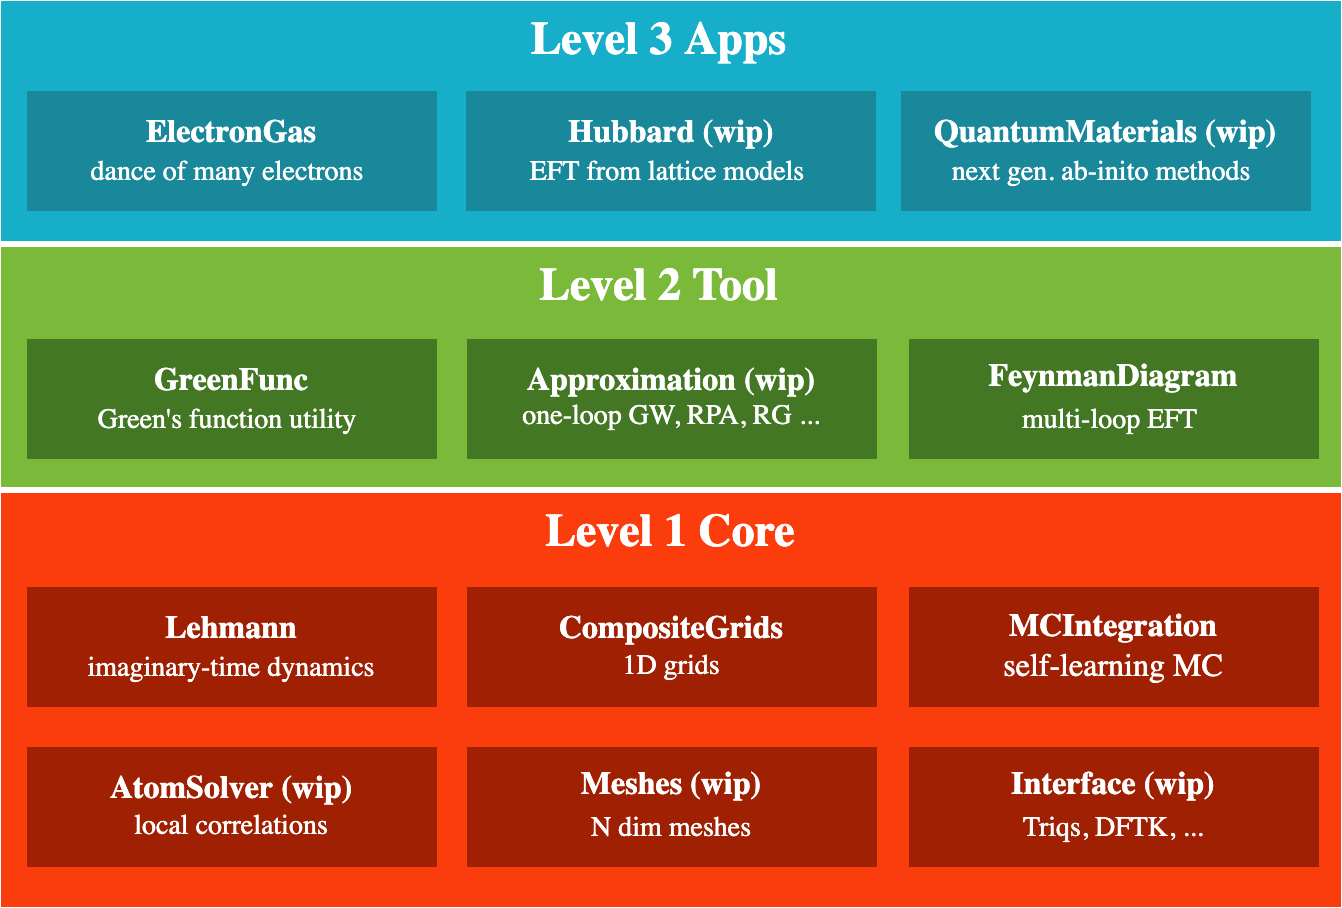 Level 3 Apps
ElectronGas
dance of many electrons
Hubbard (wip)
EFT from lattice models
QuantumMaterials (wip)
next gen. ab-inito methods
Level 2 Tool
GreenFunc
Green's function utility
Approximation (wip)
one-loop GW, RPA, RG ...
FeynmanDiagram
multi-loop EFT
Level 1 Core
Lehmann
imaginary-time dynamics
CompositeGrids
1D grids
MCIntegration
self-learning MC
AtomSolver (wip)
local correlations
Meshes (wip)
N dim meshes
Interface (wip)
Triqs, DFTK, ...